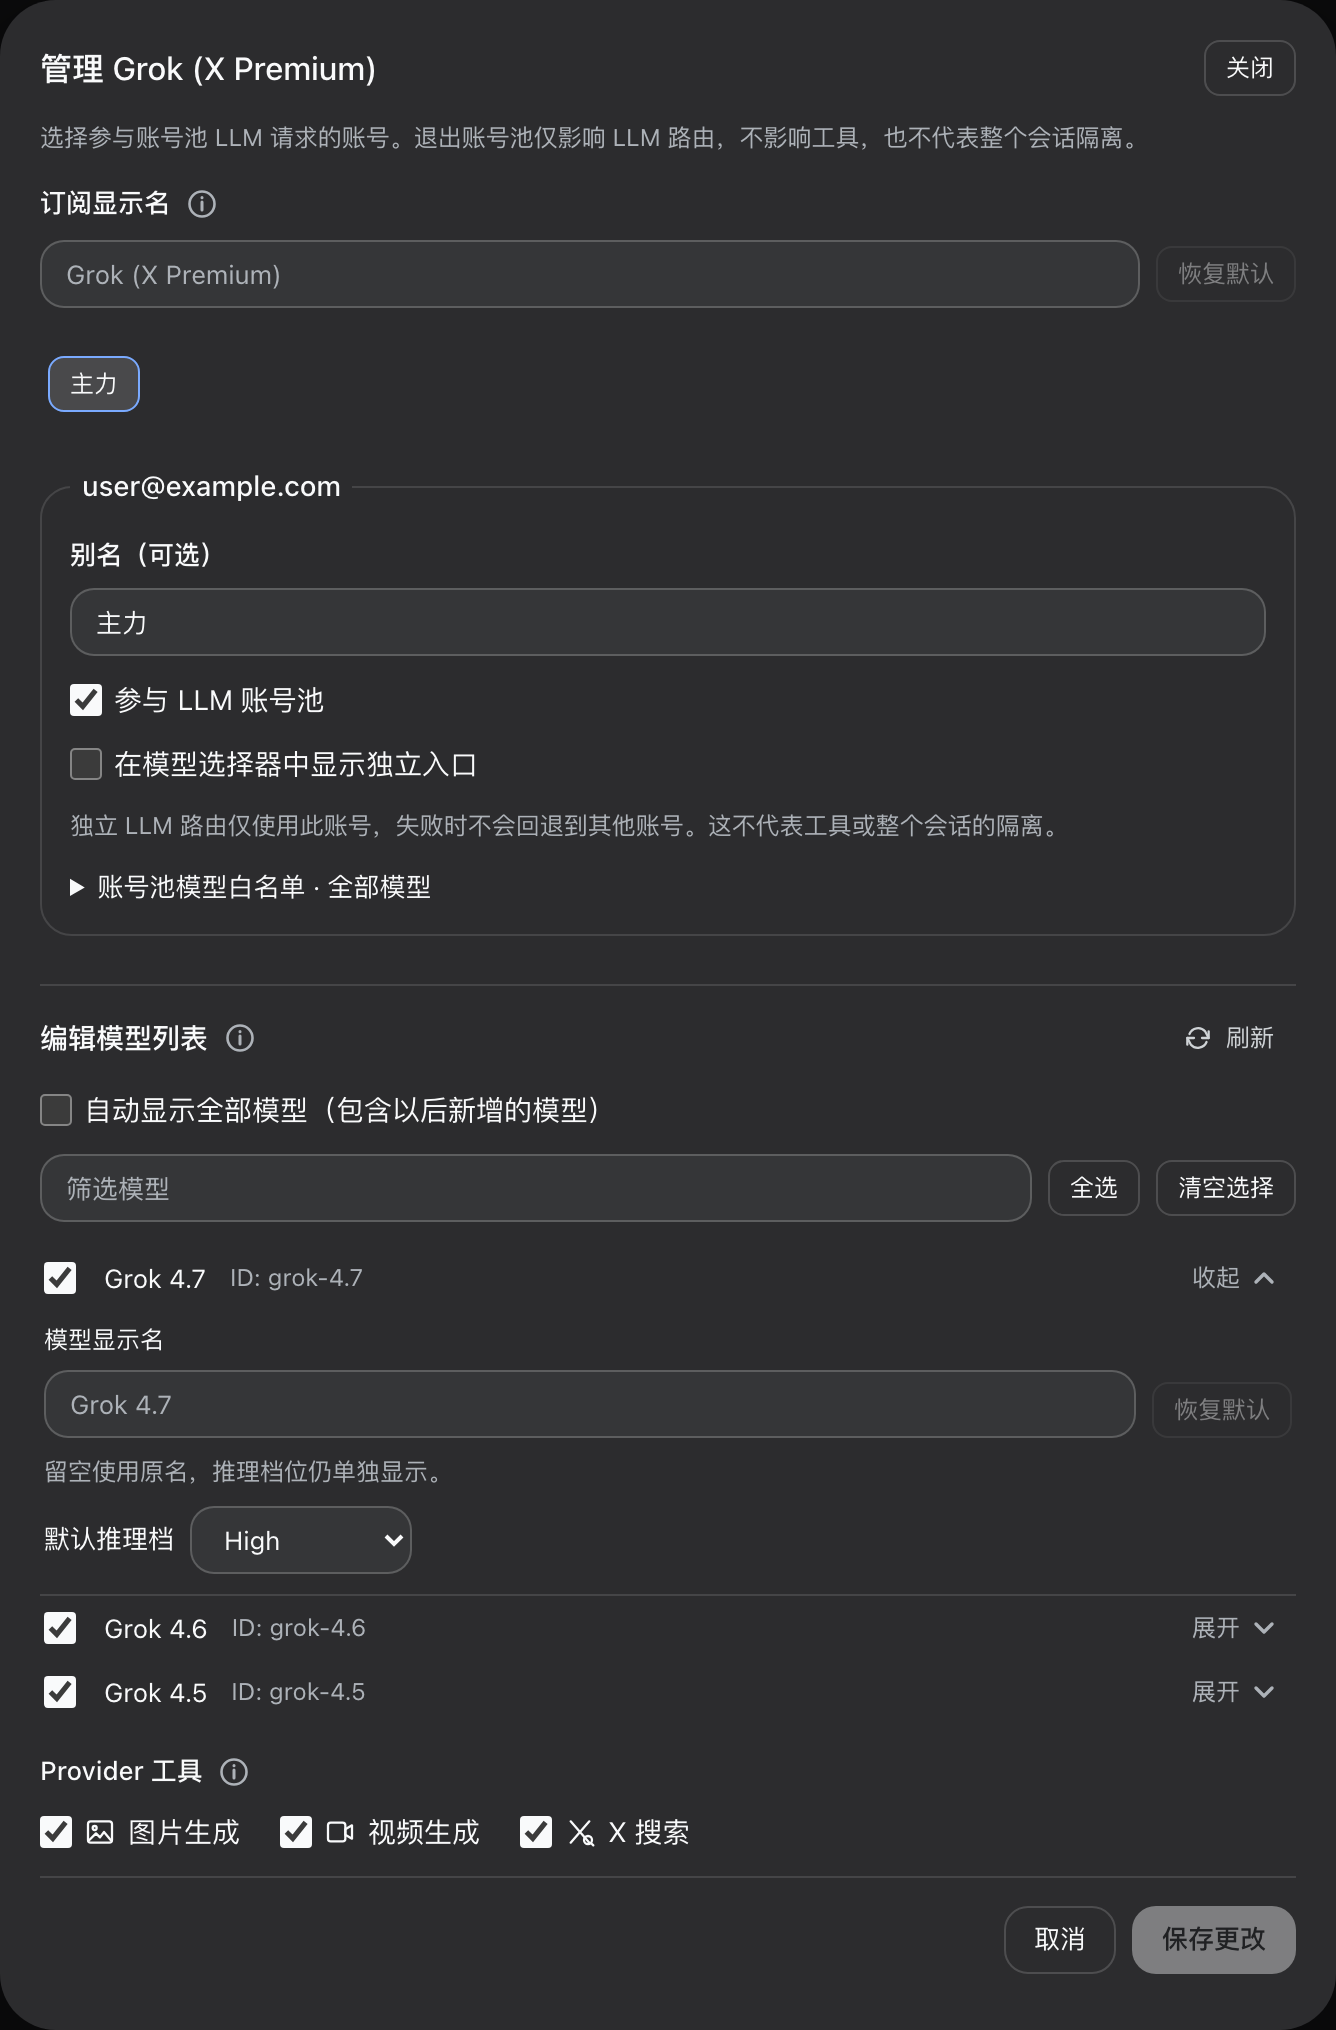 管理 Grok (X Premium)
关闭
选择参与账号池 LLM 请求的账号。退出账号池仅影响 LLM 路由，不影响工具，也不代表整个会话隔离。
订阅显示名
Grok (X Premium)
恢复默认
主力
user@example.com
别名（可选）
主力
参与 LLM 账号池
在模型选择器中显示独立入口
独立 LLM 路由仅使用此账号，失败时不会回退到其他账号。这不代表工具或整个会话的隔离。
账号池模型白名单 · 全部模型
编辑模型列表
刷新
自动显示全部模型（包含以后新增的模型）
筛选模型
全选
清空选择
Grok 4.7 ID: grok-4.7
收起
模型显示名
Grok 4.7
恢复默认
留空使用原名，推理档位仍单独显示。
默认推理档 High
Grok 4.6 ID: grok-4.6
展开
Grok 4.5 ID: grok-4.5
展开
Provider 工具
图片生成 视频生成 X 搜索
取消
保存更改